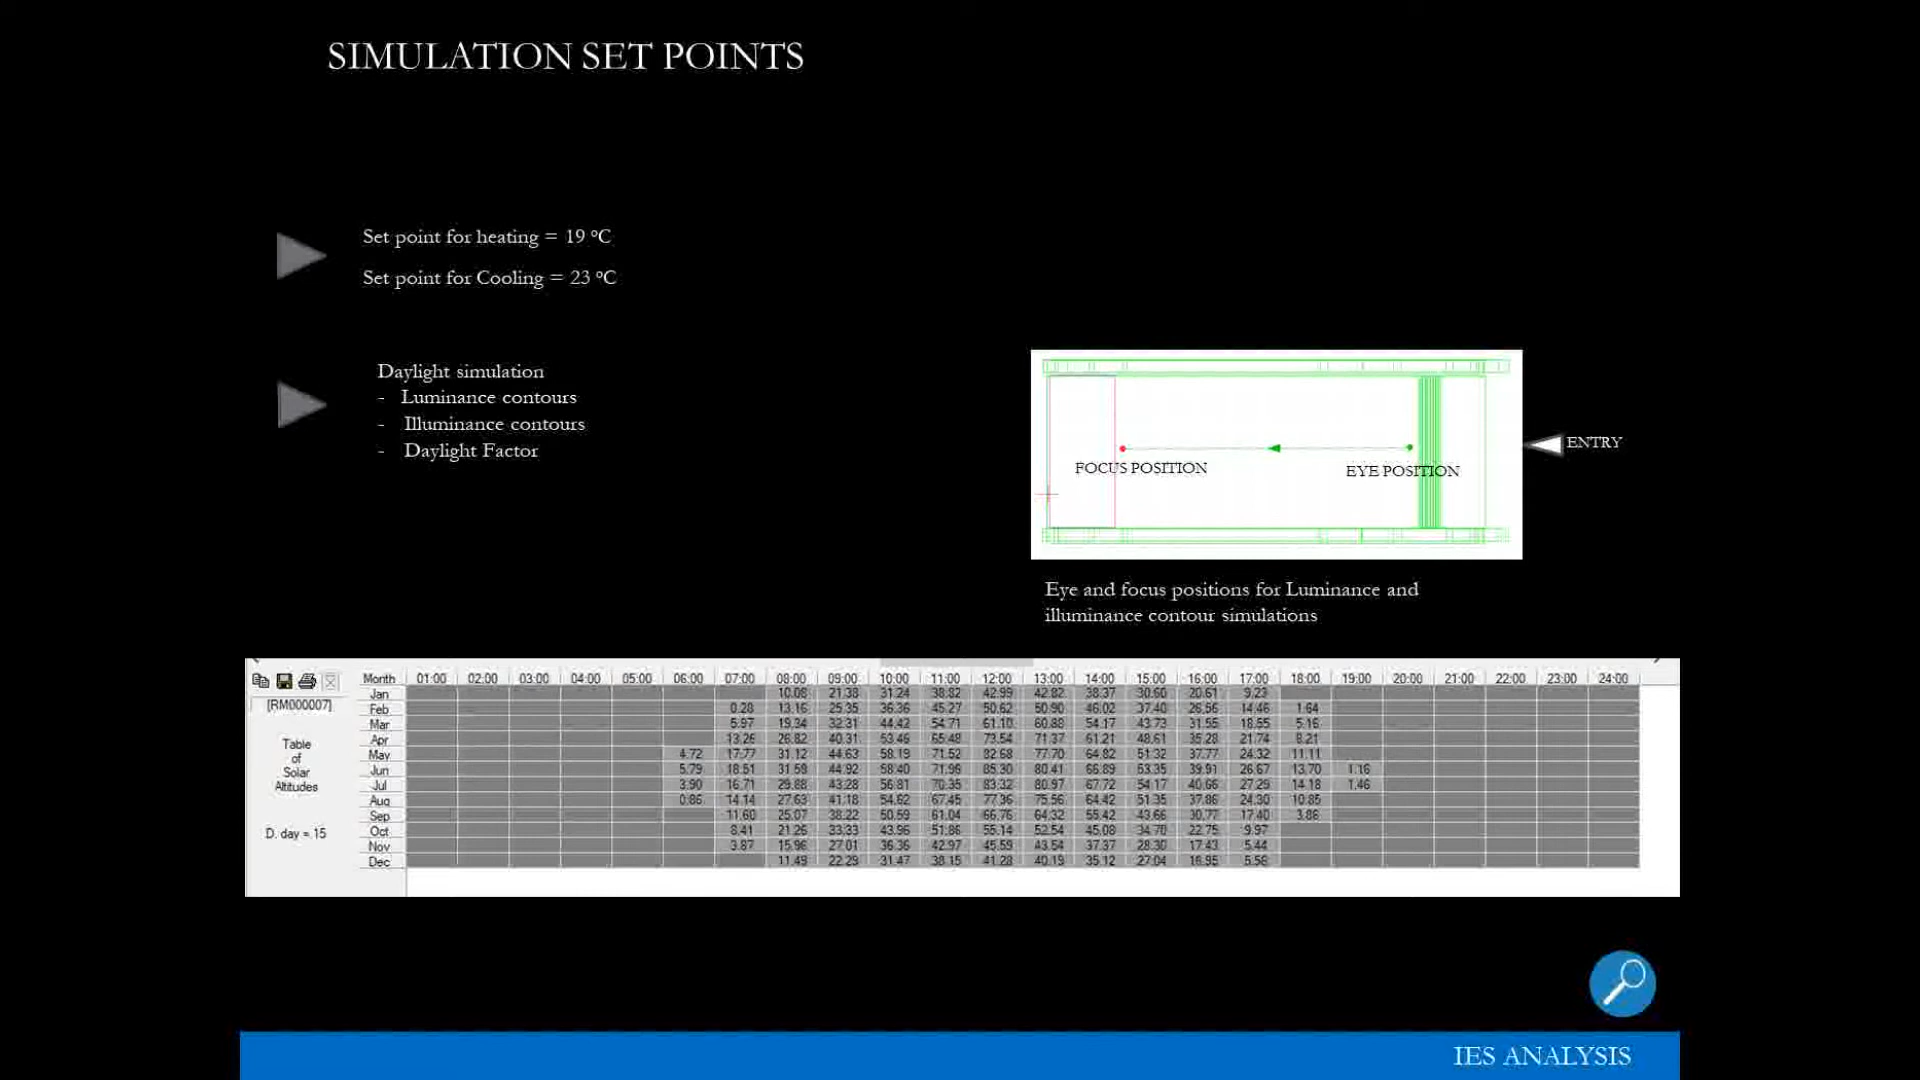 SIMULATION SET POINTS
Set point for heating = 19 °C
Set point for Cooling = 23 °C
Daylight simulation
- Luminance contours
- Illuminance contours
- Daylight Factor
ENTRY
FOCUS POSITION
EYE POSITION
Eye and focus positions for Luminance and
illuminance contour simulations
Month 01:00 02:00 03:00 04:00 05:00 06:00 07:00 08:00 09:00 10:00 11:00 12:00 13:00 14:00 15:00 16:00 17:00 18:00 19:00 20:00 21:00 22:00 23:00 24:00
[RM000007]
Table
of
Solar
Altitudes
D. day = 15
Jan 10.08 21.38 31.24 38.82 42.99 42.82 38.37 30.60 20.61 9.23
Feb 0.28 13.16 25.35 36.36 45.27 50.62 50.90 46.02 37.40 26.56 14.46 1.64
Mar 5.97 19.34 32.31 44.42 54.71 61.10 60.88 54.17 43.73 31.55 18.55 5.16
Apr 13.26 26.82 40.31 53.46 65.48 73.54 71.37 61.21 48.61 35.28 21.74 8.21
May 4.72 17.77 31.12 44.63 58.19 71.52 82.68 77.70 64.82 51.32 37.77 24.32 11.11
Jun 5.79 18.51 31.59 44.92 58.40 71.96 85.30 80.41 66.89 53.35 39.91 26.67 13.70 1.16
Jul 3.90 16.71 29.88 43.28 56.81 70.35 83.32 80.97 67.72 54.17 40.66 27.29 14.18 1.46
Aug 0.86 14.14 27.63 41.18 54.62 67.45 77.36 75.56 64.42 51.35 37.86 24.30 10.85
Sep 11.60 25.07 38.22 50.59 61.04 66.76 64.32 55.42 43.66 30.77 17.40 3.86
Oct 8.41 21.26 33.33 43.96 51.86 55.14 52.54 45.08 34.70 22.75 9.97
Nov 3.87 15.96 27.01 36.36 42.97 45.59 43.54 37.37 28.30 17.43 5.44
Dec 11.49 22.29 31.47 38.15 41.28 40.19 35.12 27.04 16.95 5.56
IES ANALYSIS